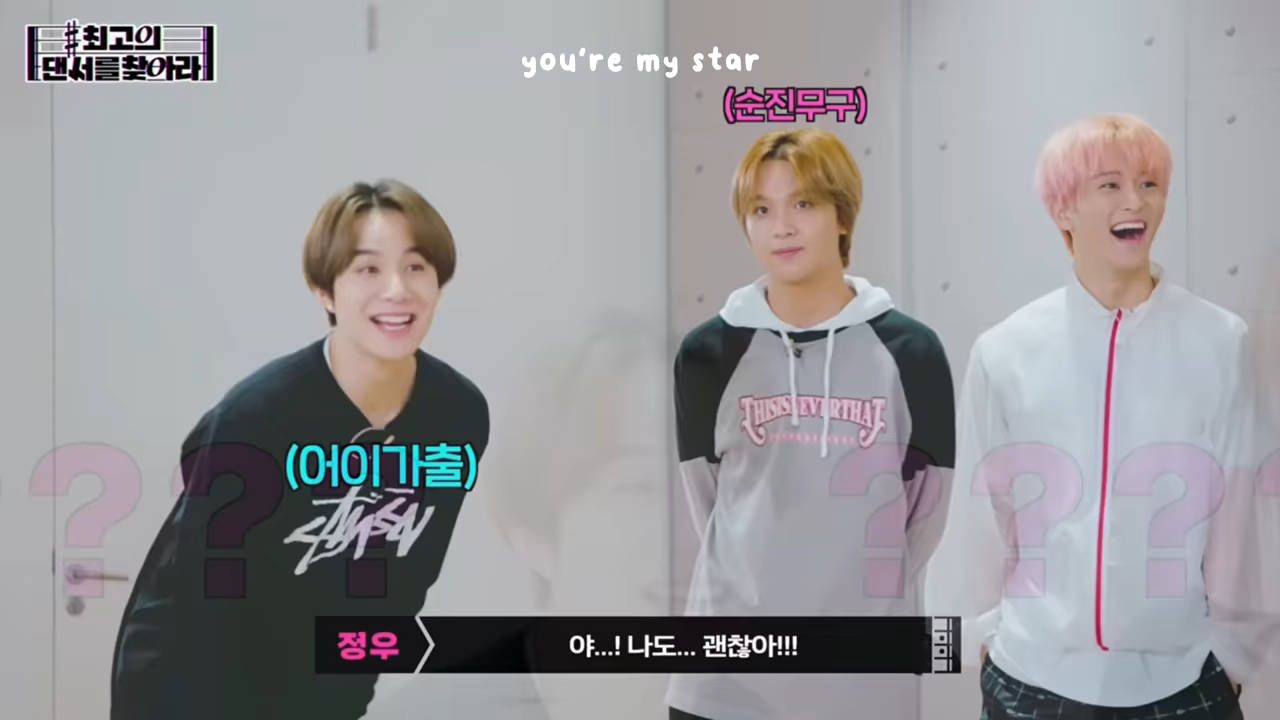 #최고의
댄서를 찾아라
you're my star
(순진무구)
THISISNEVERTHAT
(어이가출)
STUSSY
? ? ? ? ? ?
정우
야...! 나도... 괜찮아!!!